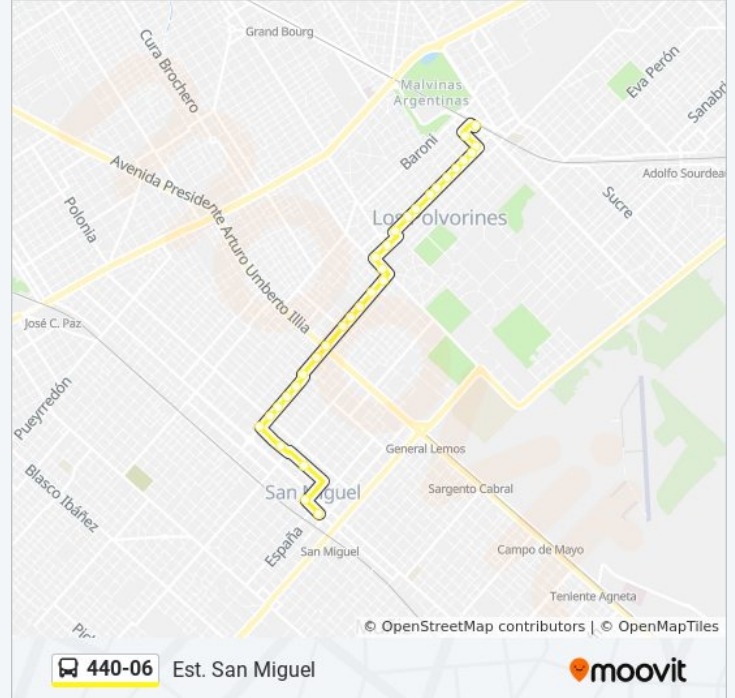 Grand Bourg
Cura Brochero
Eva Perón
Malvinas
Argentinas
Baroni
Adolfo Sourdea
Avenida Presidente Arturo Umberto Illia
Sucre
Polonia
Los Polvorines
José C. Paz
Pueyrredón
General Lemos
Blasco Ibáñez
San Miguel
Sargento Cabral
España
San Miguel
Campo de Mayo
Teniente Agneta
© OpenStreetMap contributors | © OpenMapTiles
440-06 Est. San Miguel
moovit